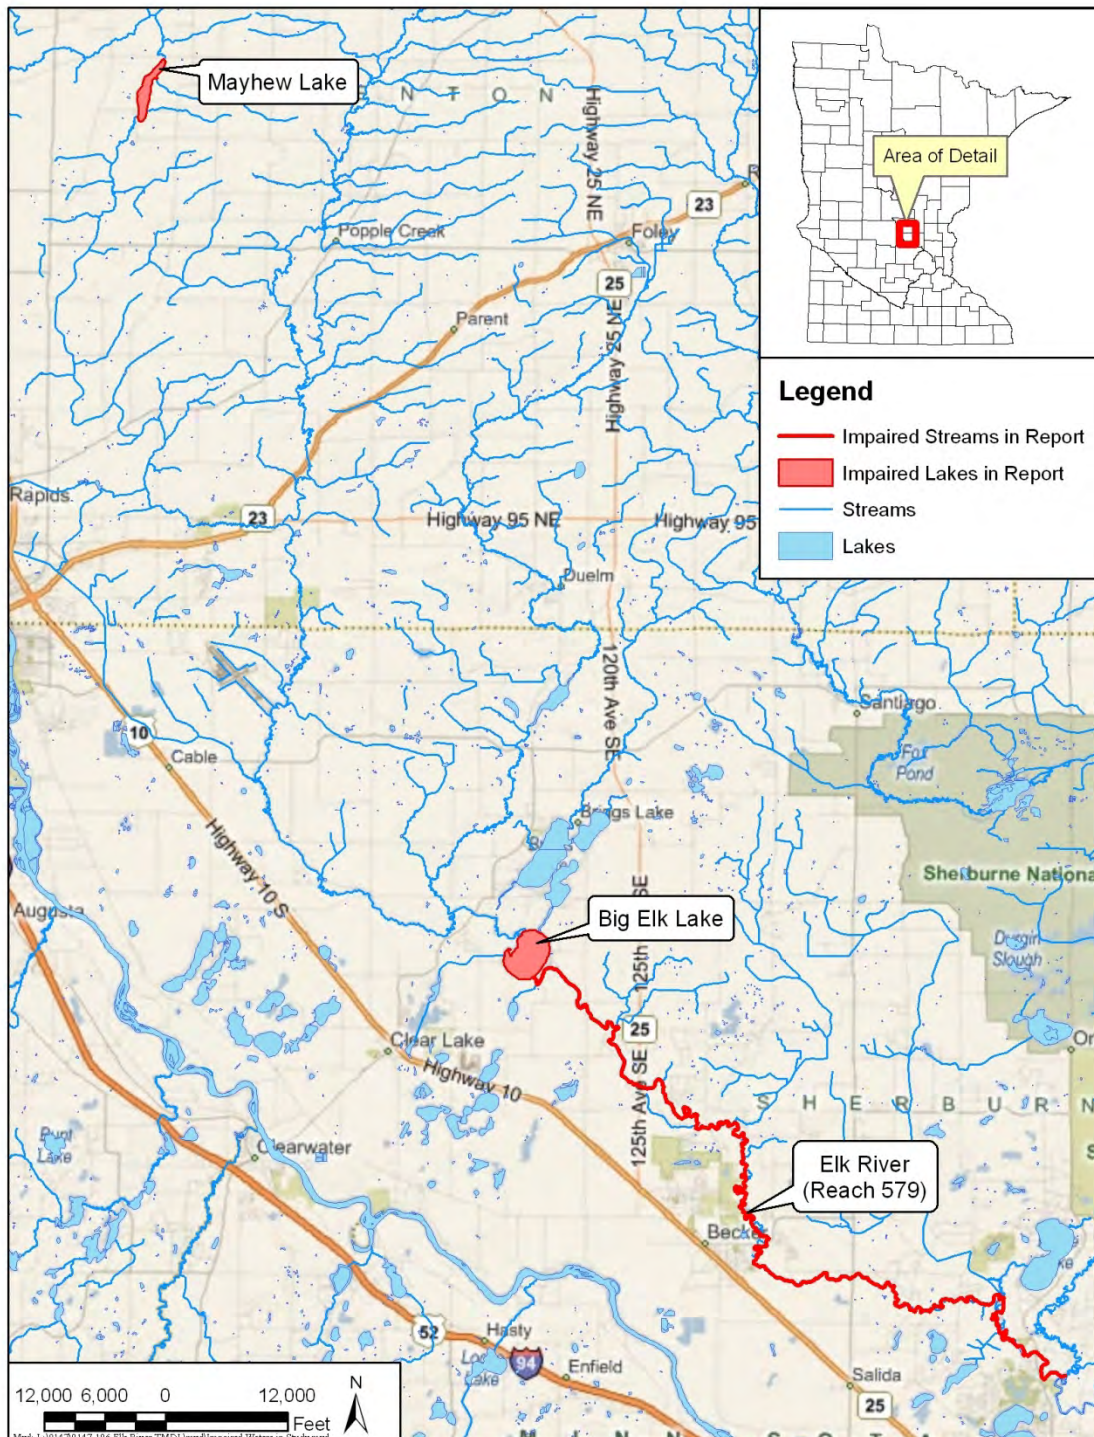 Mayhew Lake
E N T O N
Highway 25 NE
23
Popple Creek
Foley
25
Parent
Highway 25 NE
Area of Detail
Legend
Impaired Streams in Report
Impaired Lakes in Report
Streams
Lakes
Rapids
23
Highway 95 NE
Highway 95
Duelm
120th Ave SE
Santiago
10
Cable
Fox
Pond
Briggs Lake
Highway 10 S
Sherburne Nationa
Augusta
Big Elk Lake
125th
SE
Durgin
Slough
25
Clear Lake
Highway 10
125th Ave SE
S H E R B U R N
Clearwater
Elk River
(Reach 579)
Becker
52
Hasty
94
Enfield
Lake
Salida
25
12,000 6,000 0 12,000
Feet
N